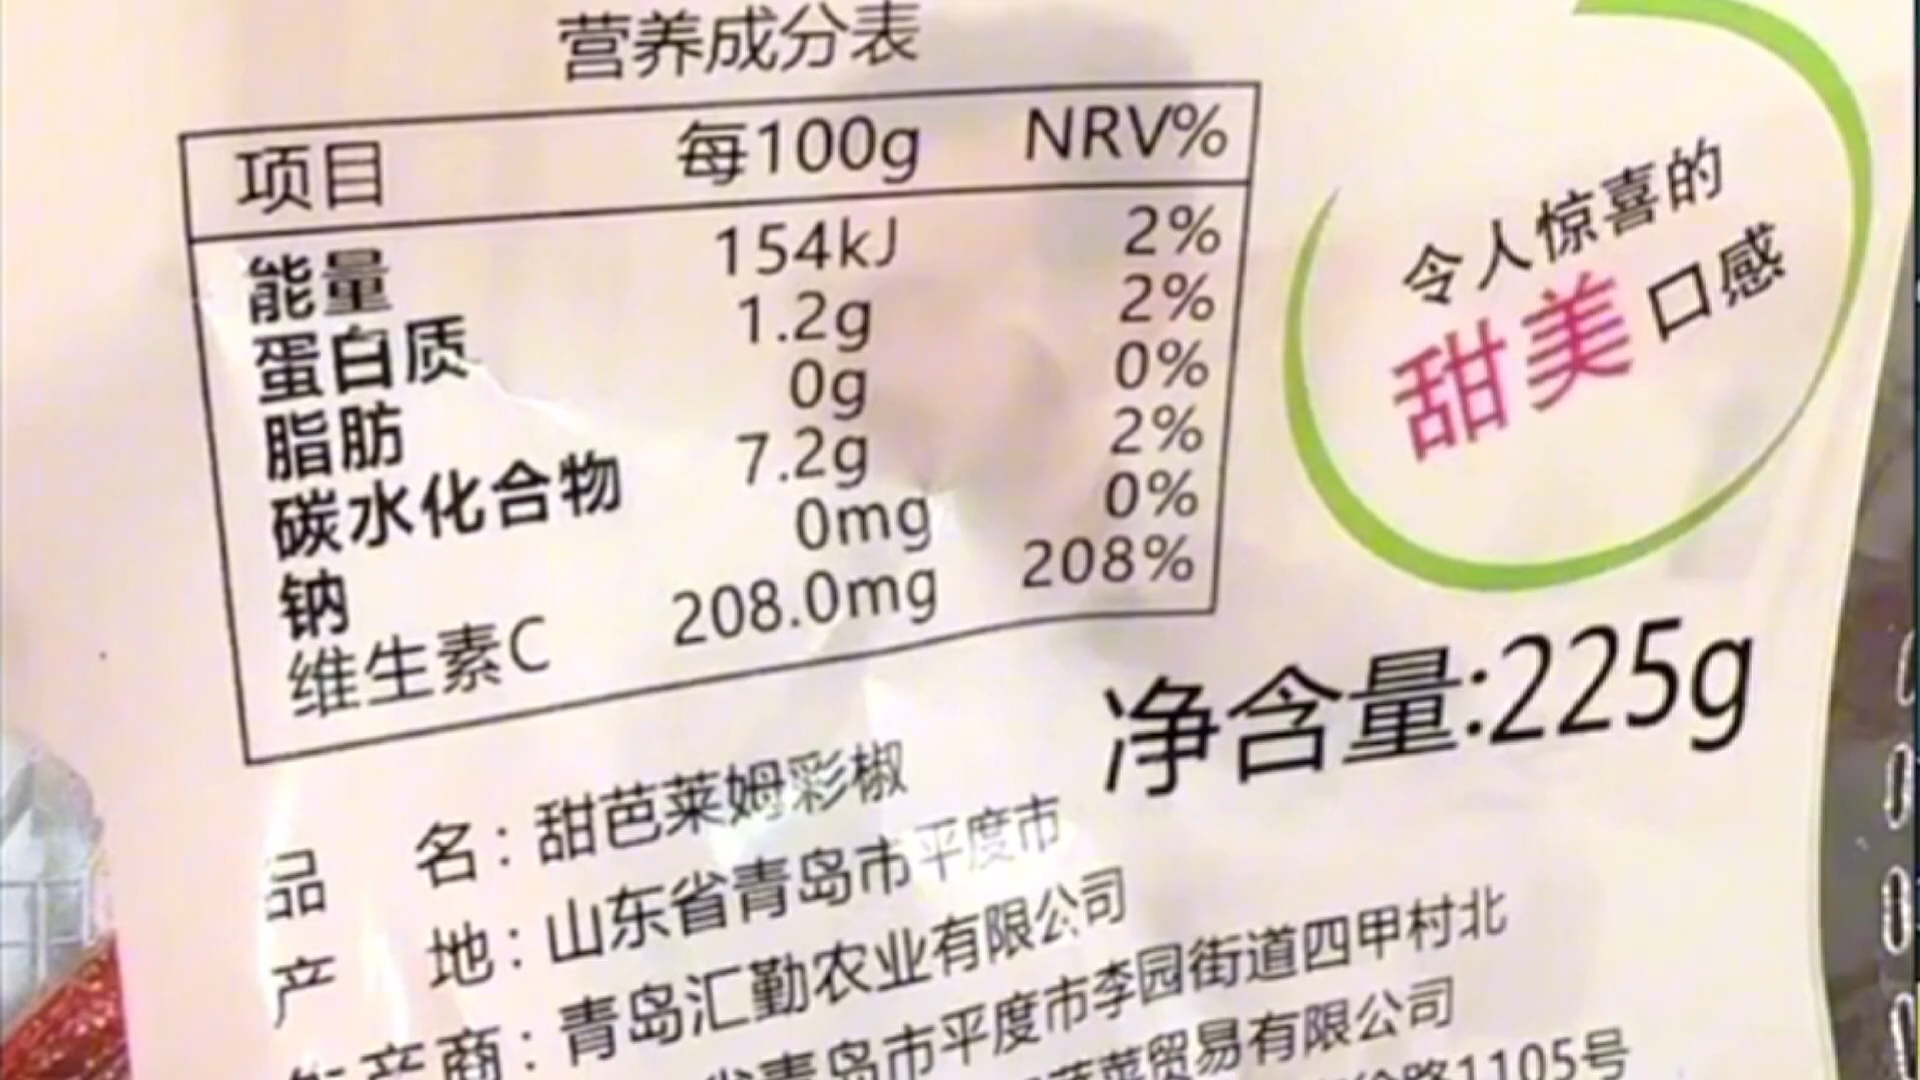 营养成分表
项目 每100g NRV%
能量 154kJ 2%
蛋白质 1.2g 2%
脂肪 0g 0%
碳水化合物 7.2g 2%
钠 0mg 0%
维生素C 208.0mg 208%
令人惊喜的
甜美口感
净含量:225g
品 名:甜芭莱姆彩椒
产 地:山东省青岛市平度市
生产商:青岛汇勤农业有限公司
省青岛市平度市李园街道四甲村北
蔬菜贸易有限公司
路1105号